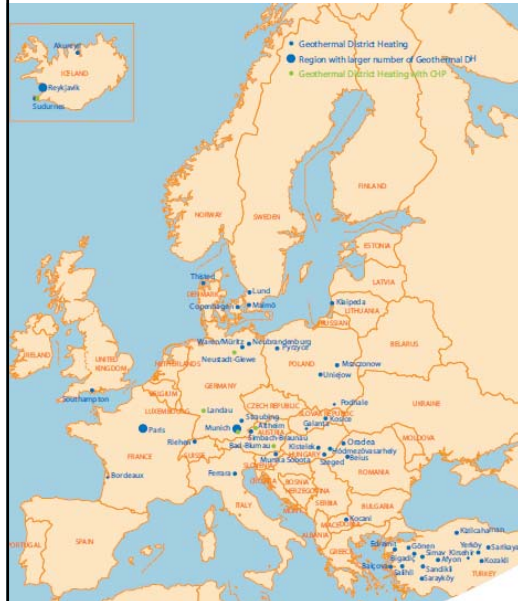 Akureyri
ICELAND
Reykjavik
Sudurnes
Geothermal District Heating
Region with larger number of Geothermal DH
Geothermal District Heating with CHP
FINLAND
NORWAY
SWEDEN
ESTONIA
LATVIA
Thisted
DENMARK
Lund
Copenhagen
Malmö
Klaipeda
LITHUANIA
RUSSIAN
BELARUS
IRELAND
UNITED
KINGDOM
Southampton
NETHERLANDS
Waren/Müritz
Neubrandenburg
Pyrzyce
Neustadt-Glewe
POLAND
Mszczonow
Uniejow
GERMANY
BELGIUM
LUXEMBOURG
Landau
CZECH REPUBLIC
Podhale
UKRAINE
SLOVAK REPUBLIC
Kosice
Galanta
Straubing
Altheim
Munich
AUSTRIA
Simbach-Braunau
Bad-Blumau
Paris
Riehen
SUISSE
FRANCE
Oradea
MOLDOVA
Hódmezővasarhely
Kistelek
HUNGARY
Beius
Szeged
Murska Sobota
SLOVENIA
CROATIA
ROMANIA
Bordeaux
Ferrara
BOSNIA
HERZEGOVINA
SERBIA
ITALY
BULGARIA
Kocani
MACEDONIA
ALBANIA
GREECE
PORTUGAL
SPAIN
Kizilcahamam
Edremit
Gönen
Yerköy
Sarikaya
Bigadiç
Simav
Kirsehir
Afyon
Kozakli
Balçova
Salihli
Sandikli
Sarayköy
TURKEY